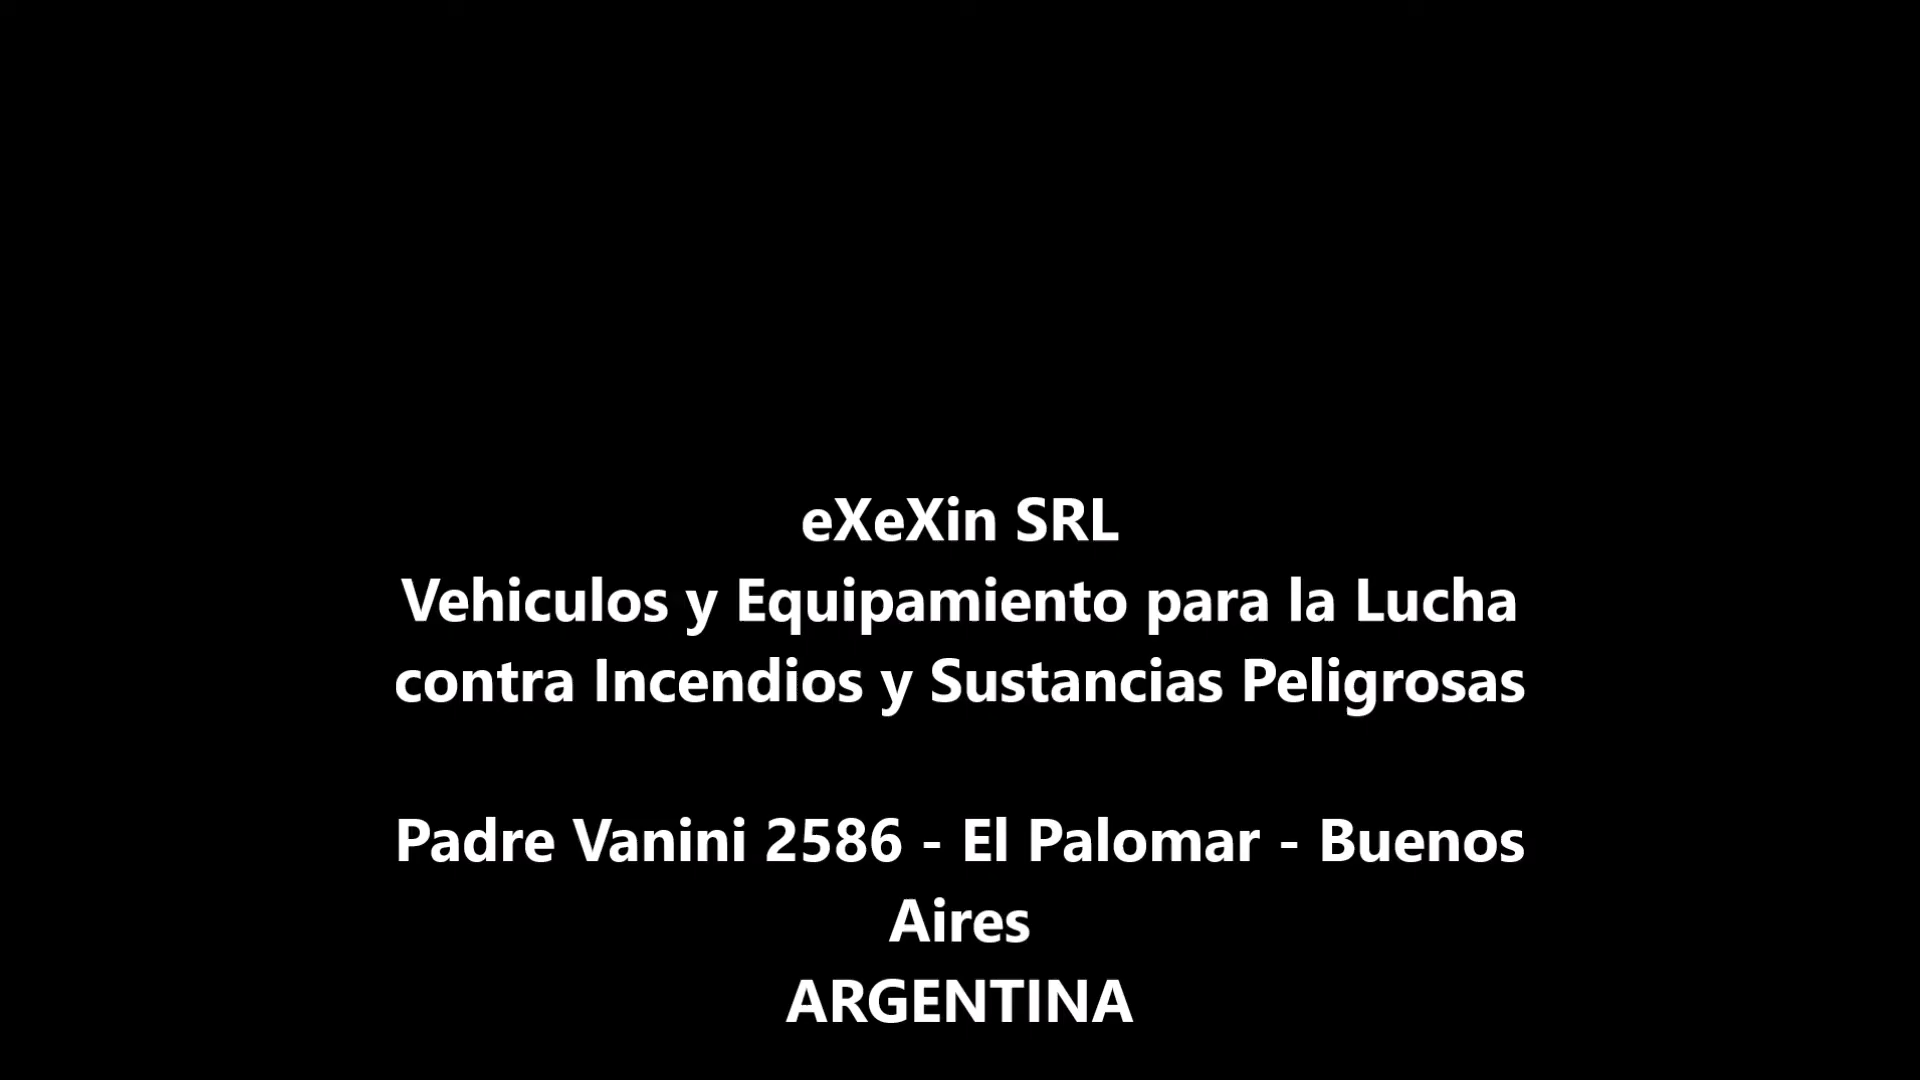 eXeXin SRL
Vehiculos y Equipamiento para la Lucha
contra Incendios y Sustancias Peligrosas
Padre Vanini 2586 - El Palomar - Buenos
Aires
ARGENTINA